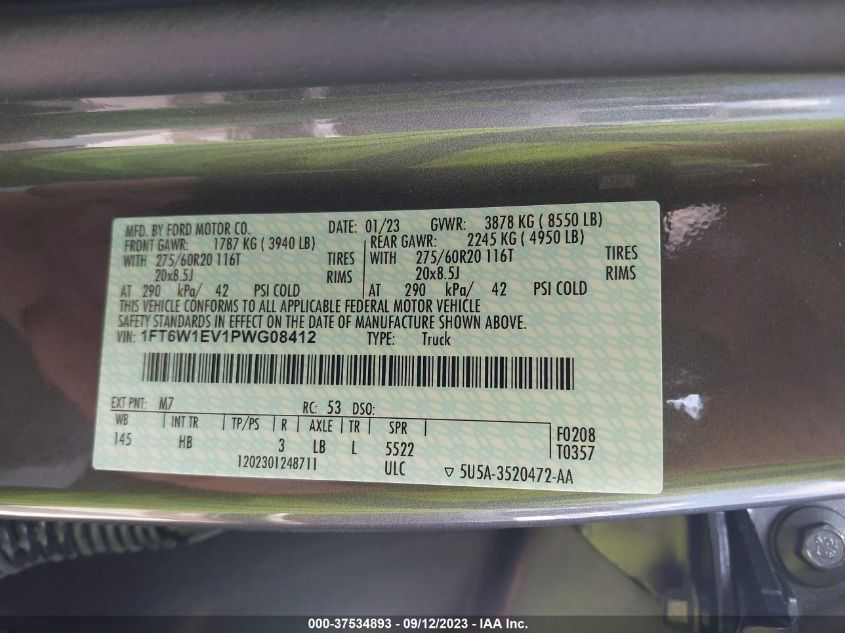 MFD. BY FORD MOTOR CO. DATE: 01/23 GVWR: 3878 KG ( 8550 LB)
FRONT GAWR: 1787 KG ( 3940 LB) REAR GAWR: 2245 KG ( 4950 LB)
WITH 275/60R20 116T TIRES WITH 275/60R20 116T TIRES
20x8.5J RIMS 20x8.5J RIMS
AT 290 kPa/ 42 PSI COLD AT 290 kPa/ 42 PSI COLD
THIS VEHICLE CONFORMS TO ALL APPLICABLE FEDERAL MOTOR VEHICLE
SAFETY STANDARDS IN EFFECT ON THE DATE OF MANUFACTURE SHOWN ABOVE.
VIN: 1FT6W1EV1PWG08412 TYPE: Truck
EXT PNT: M7 RC: 53 DSO:
WB INT TR TP/PS R AXLE TR SPR F0208
145 HB 3 LB L 5522 T0357
1202301248711 ULC ▽ 5U5A-3520472-AA
000-37534893 - 09/12/2023 - IAA Inc.